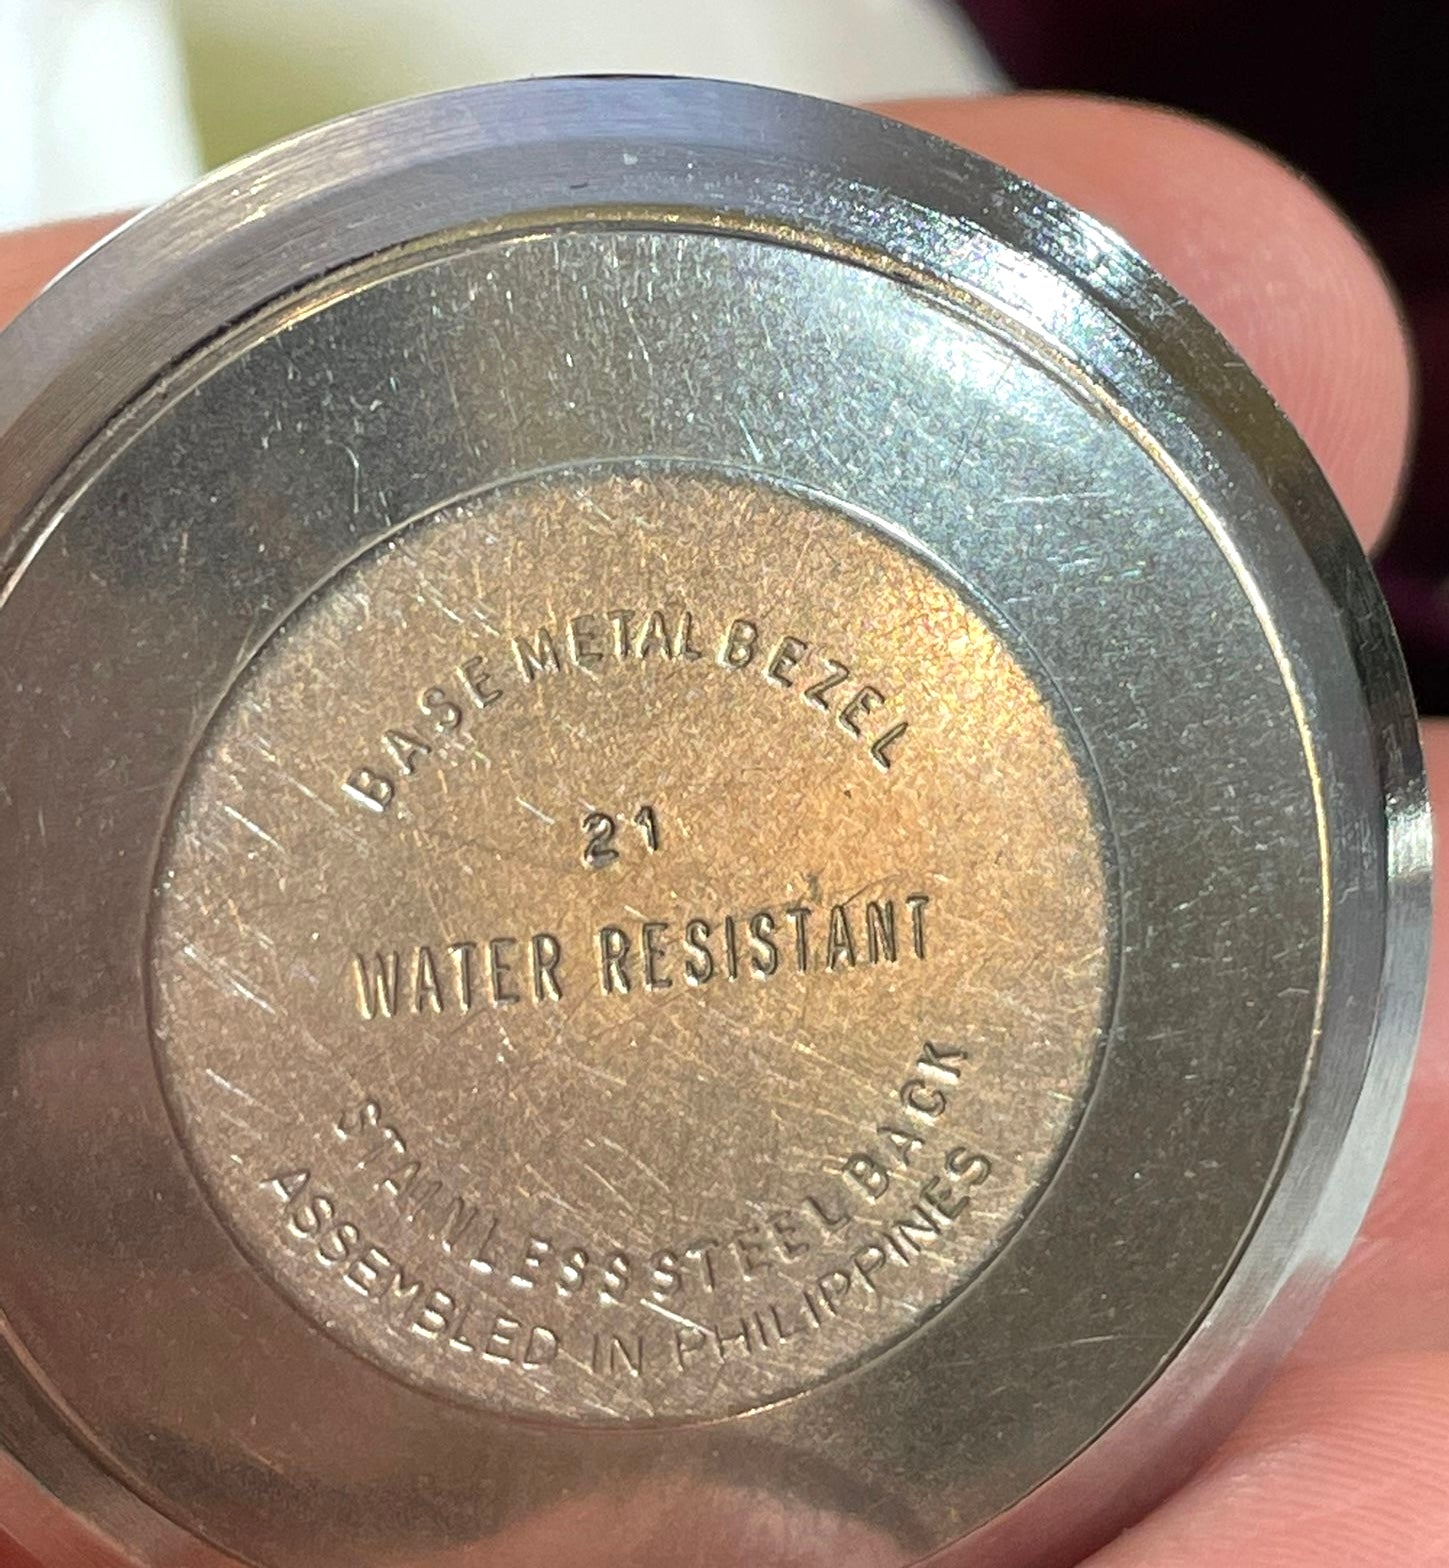 BASE METAL BEZEL
21
WATER RESISTANT
STAINLESS STEEL BACK
ASSEMBLED IN PHILIPPINES